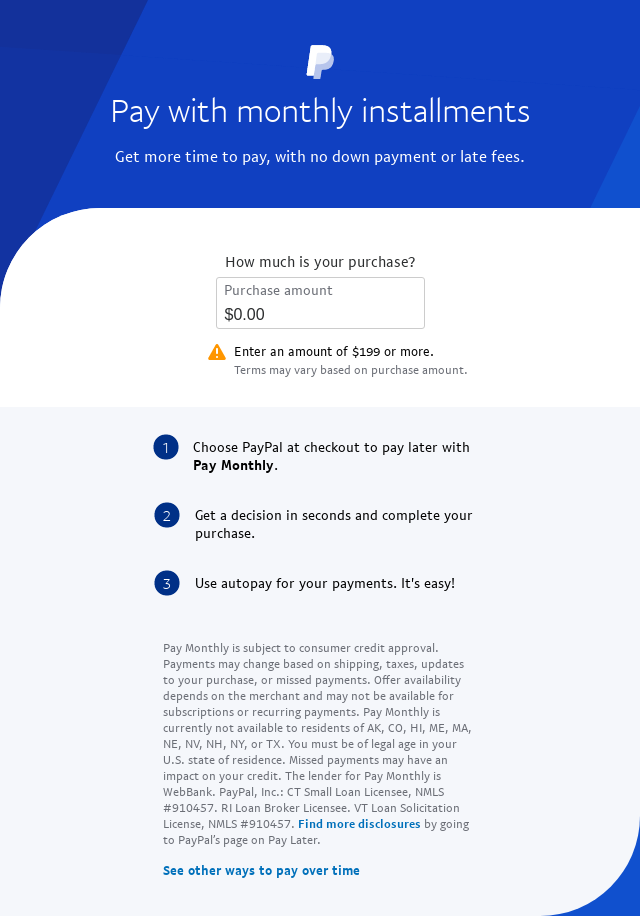 Pay with monthly installments
Get more time to pay, with no down payment or late fees.
How much is your purchase?
Purchase amount
$0.00
Enter an amount of $199 or more.
Terms may vary based on purchase amount.
1 Choose PayPal at checkout to pay later with
Pay Monthly.
2 Get a decision in seconds and complete your
purchase.
3 Use autopay for your payments. It's easy!
Pay Monthly is subject to consumer credit approval.
Payments may change based on shipping, taxes, updates
to your purchase, or missed payments. Offer availability
depends on the merchant and may not be available for
subscriptions or recurring payments. Pay Monthly is
currently not available to residents of AK, CO, HI, ME, MA,
NE, NV, NH, NY, or TX. You must be of legal age in your
U.S. state of residence. Missed payments may have an
impact on your credit. The lender for Pay Monthly is
WebBank. PayPal, Inc.: CT Small Loan Licensee, NMLS
#910457. RI Loan Broker Licensee. VT Loan Solicitation
License, NMLS #910457. Find more disclosures by going
to PayPal’s page on Pay Later.
See other ways to pay over time